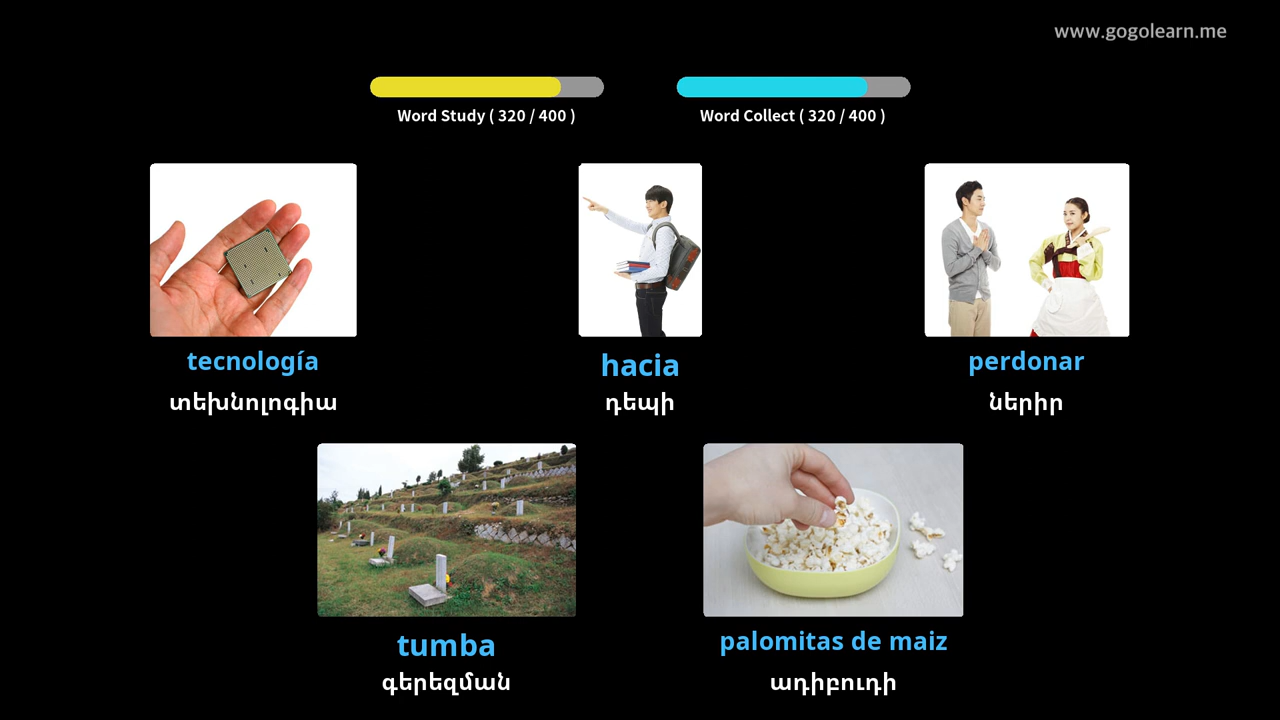 www.gogolearn.me
Word Study ( 320 / 400 )
Word Collect ( 320 / 400 )
tecnología
hacia
perdonar
տեխնոլոգիա
դեպի
ներիր
tumba
palomitas de maiz
գերեզման
ադիբուդի